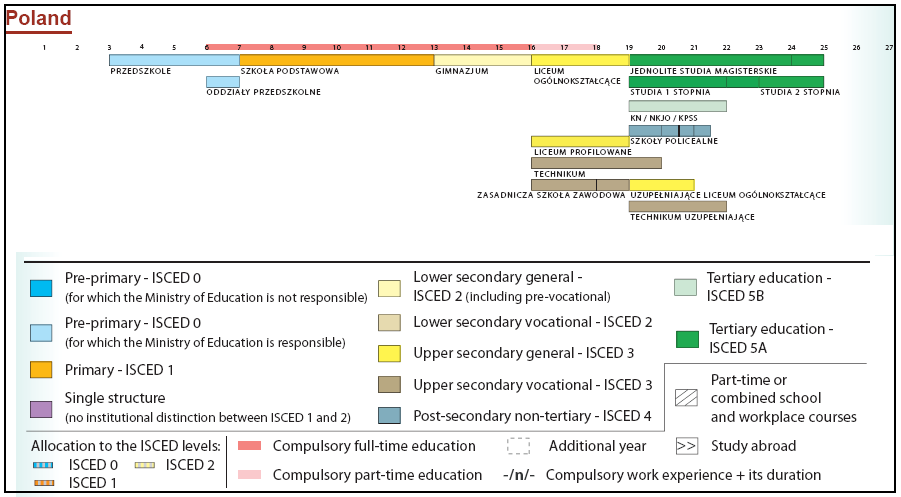 Poland
1 2 3 4 5 6 7 8 9 10 11 12 13 14 15 16 17 18 19 20 21 22 23 24 25 26 27
PRZEDSZKOLE SZKOŁA PODSTAWOWA GIMNAZJUM LICEUM OGÓLNOKSZTAŁCĄCE JEDNOLITE STUDIA MAGISTERSKIE
ODDZIAŁY PRZEDSZKOLNE STUDIA 1 STOPNIA STUDIA 2 STOPNIA
KN / NKJO / KPSS
SZKOŁY POLICEALNE
LICEUM PROFILOWANE
TECHNIKUM
ZASADNICZA SZKOŁA ZAWODOWA UZUPEŁNIAJĄCE LICEUM OGÓLNOKSZTAŁCĄCE
TECHNIKUM UZUPEŁNIAJĄCE
Pre-primary - ISCED 0
(for which the Ministry of Education is not responsible)
Pre-primary - ISCED 0
(for which the Ministry of Education is responsible)
Primary - ISCED 1
Single structure
(no institutional distinction between ISCED 1 and 2)
Lower secondary general -
ISCED 2 (including pre-vocational)
Lower secondary vocational - ISCED 2
Upper secondary general - ISCED 3
Upper secondary vocational - ISCED 3
Post-secondary non-tertiary - ISCED 4
Tertiary education -
ISCED 5B
Tertiary education -
ISCED 5A
Part-time or
combined school
and workplace courses
Allocation to the ISCED levels:
ISCED 0 ISCED 2
ISCED 1
Compulsory full-time education
Compulsory part-time education
Additional year
-/n/- Compulsory work experience + its duration
>> Study abroad